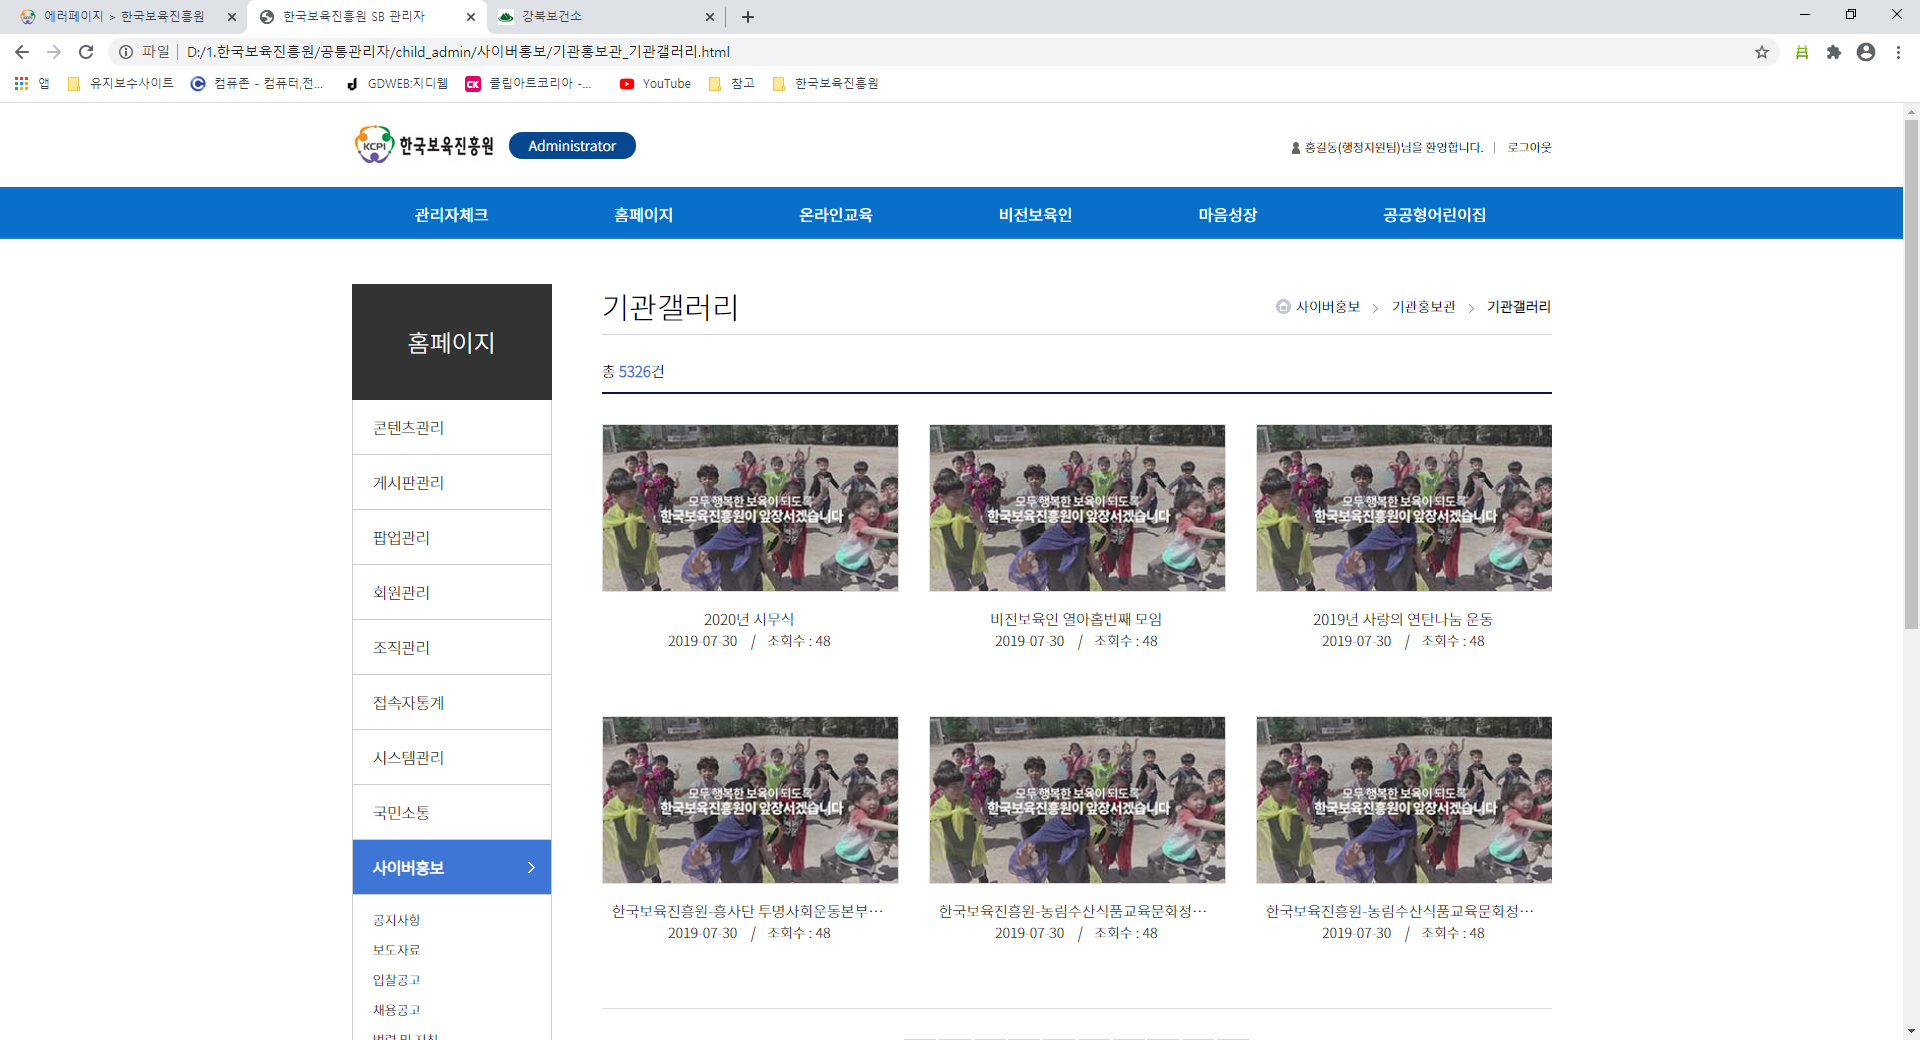 에러페이지 > 한국보육진흥원
한국보육진흥원 SB 관리자
강북보건소
파일
D:/1.한국보육진흥원/공통관리자/child_admin/사이버홍보/기관홍보관_기관갤러리.html
앱
유지보수사이트
컴퓨존 - 컴퓨터,전...
GDWEB:지디웹
클립아트코리아 -...
YouTube
참고
한국보육진흥원
KCPI 한국보육진흥원
Administrator
홍길동(행정지원팀)님을 환영합니다.
로그아웃
관리자체크
홈페이지
온라인교육
비전보육인
마음성장
공공형어린이집
홈페이지
콘텐츠관리
게시판관리
팝업관리
회원관리
조직관리
접속자통계
시스템관리
국민소통
사이버홍보
공지사항
보도자료
입찰공고
채용공고
법령 및 지침
기관갤러리
사이버홍보 > 기관홍보관 > 기관갤러리
총 5326건
모두 행복한 보육이 되도록
한국보육진흥원이 앞장서겠습니다
2020년 시무식
2019-07-30 / 조회수 : 48
모두 행복한 보육이 되도록
한국보육진흥원이 앞장서겠습니다
비전보육인 열아홉번째 모임
2019-07-30 / 조회수 : 48
모두 행복한 보육이 되도록
한국보육진흥원이 앞장서겠습니다
2019년 사랑의 연탄나눔 운동
2019-07-30 / 조회수 : 48
모두 행복한 보육이 되도록
한국보육진흥원이 앞장서겠습니다
한국보육진흥원-흥사단 투명사회운동본부…
2019-07-30 / 조회수 : 48
모두 행복한 보육이 되도록
한국보육진흥원이 앞장서겠습니다
한국보육진흥원-농림수산식품교육문화정…
2019-07-30 / 조회수 : 48
모두 행복한 보육이 되도록
한국보육진흥원이 앞장서겠습니다
한국보육진흥원-농림수산식품교육문화정…
2019-07-30 / 조회수 : 48